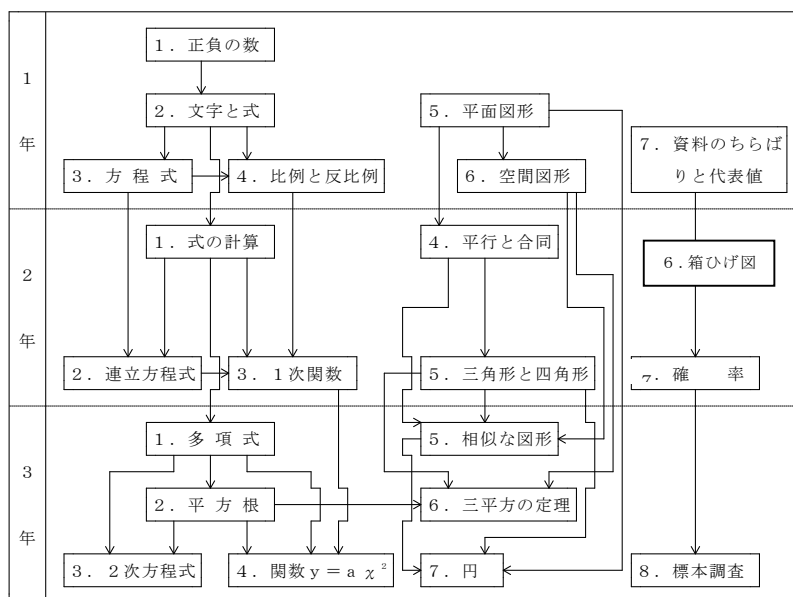 1
年
1．正負の数
2．文字と式
3．方程式
4．比例と反比例
5．平面図形
6．空間図形
7．資料のちらば
りと代表値
2
年
1．式の計算
2．連立方程式
3．1次関数
4．平行と合同
5．三角形と四角形
6.箱ひげ図
7．確　率
3
年
1．多項式
2．平方根
3．2次方程式
4．関数y＝aχ²
5．相似な図形
6．三平方の定理
7．円
8．標本調査